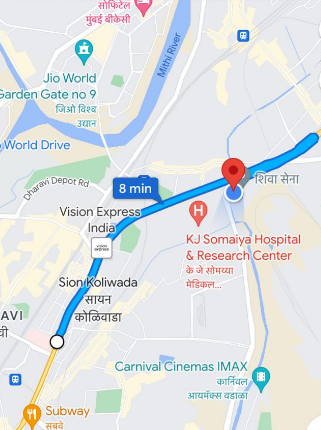 सोफिटेल
मुंबई बीकेसी
Mithi River
Jio World
Garden Gate no 9
जिओ विश्व
उद्यान
o World Drive
Dharavi Depot Rd
8 min
शिवा सेना
Vision Express
India
vision
express
H
KJ Somaiya Hospital
& Research Center
के जे सोमय्या
मेडिकल...
Sion Koliwada
सायन
कोळिवाडा
AVI
वी
Carnival Cinemas IMAX
कार्निवल
आयमॅक्स वडाळा
Subway
सबवे